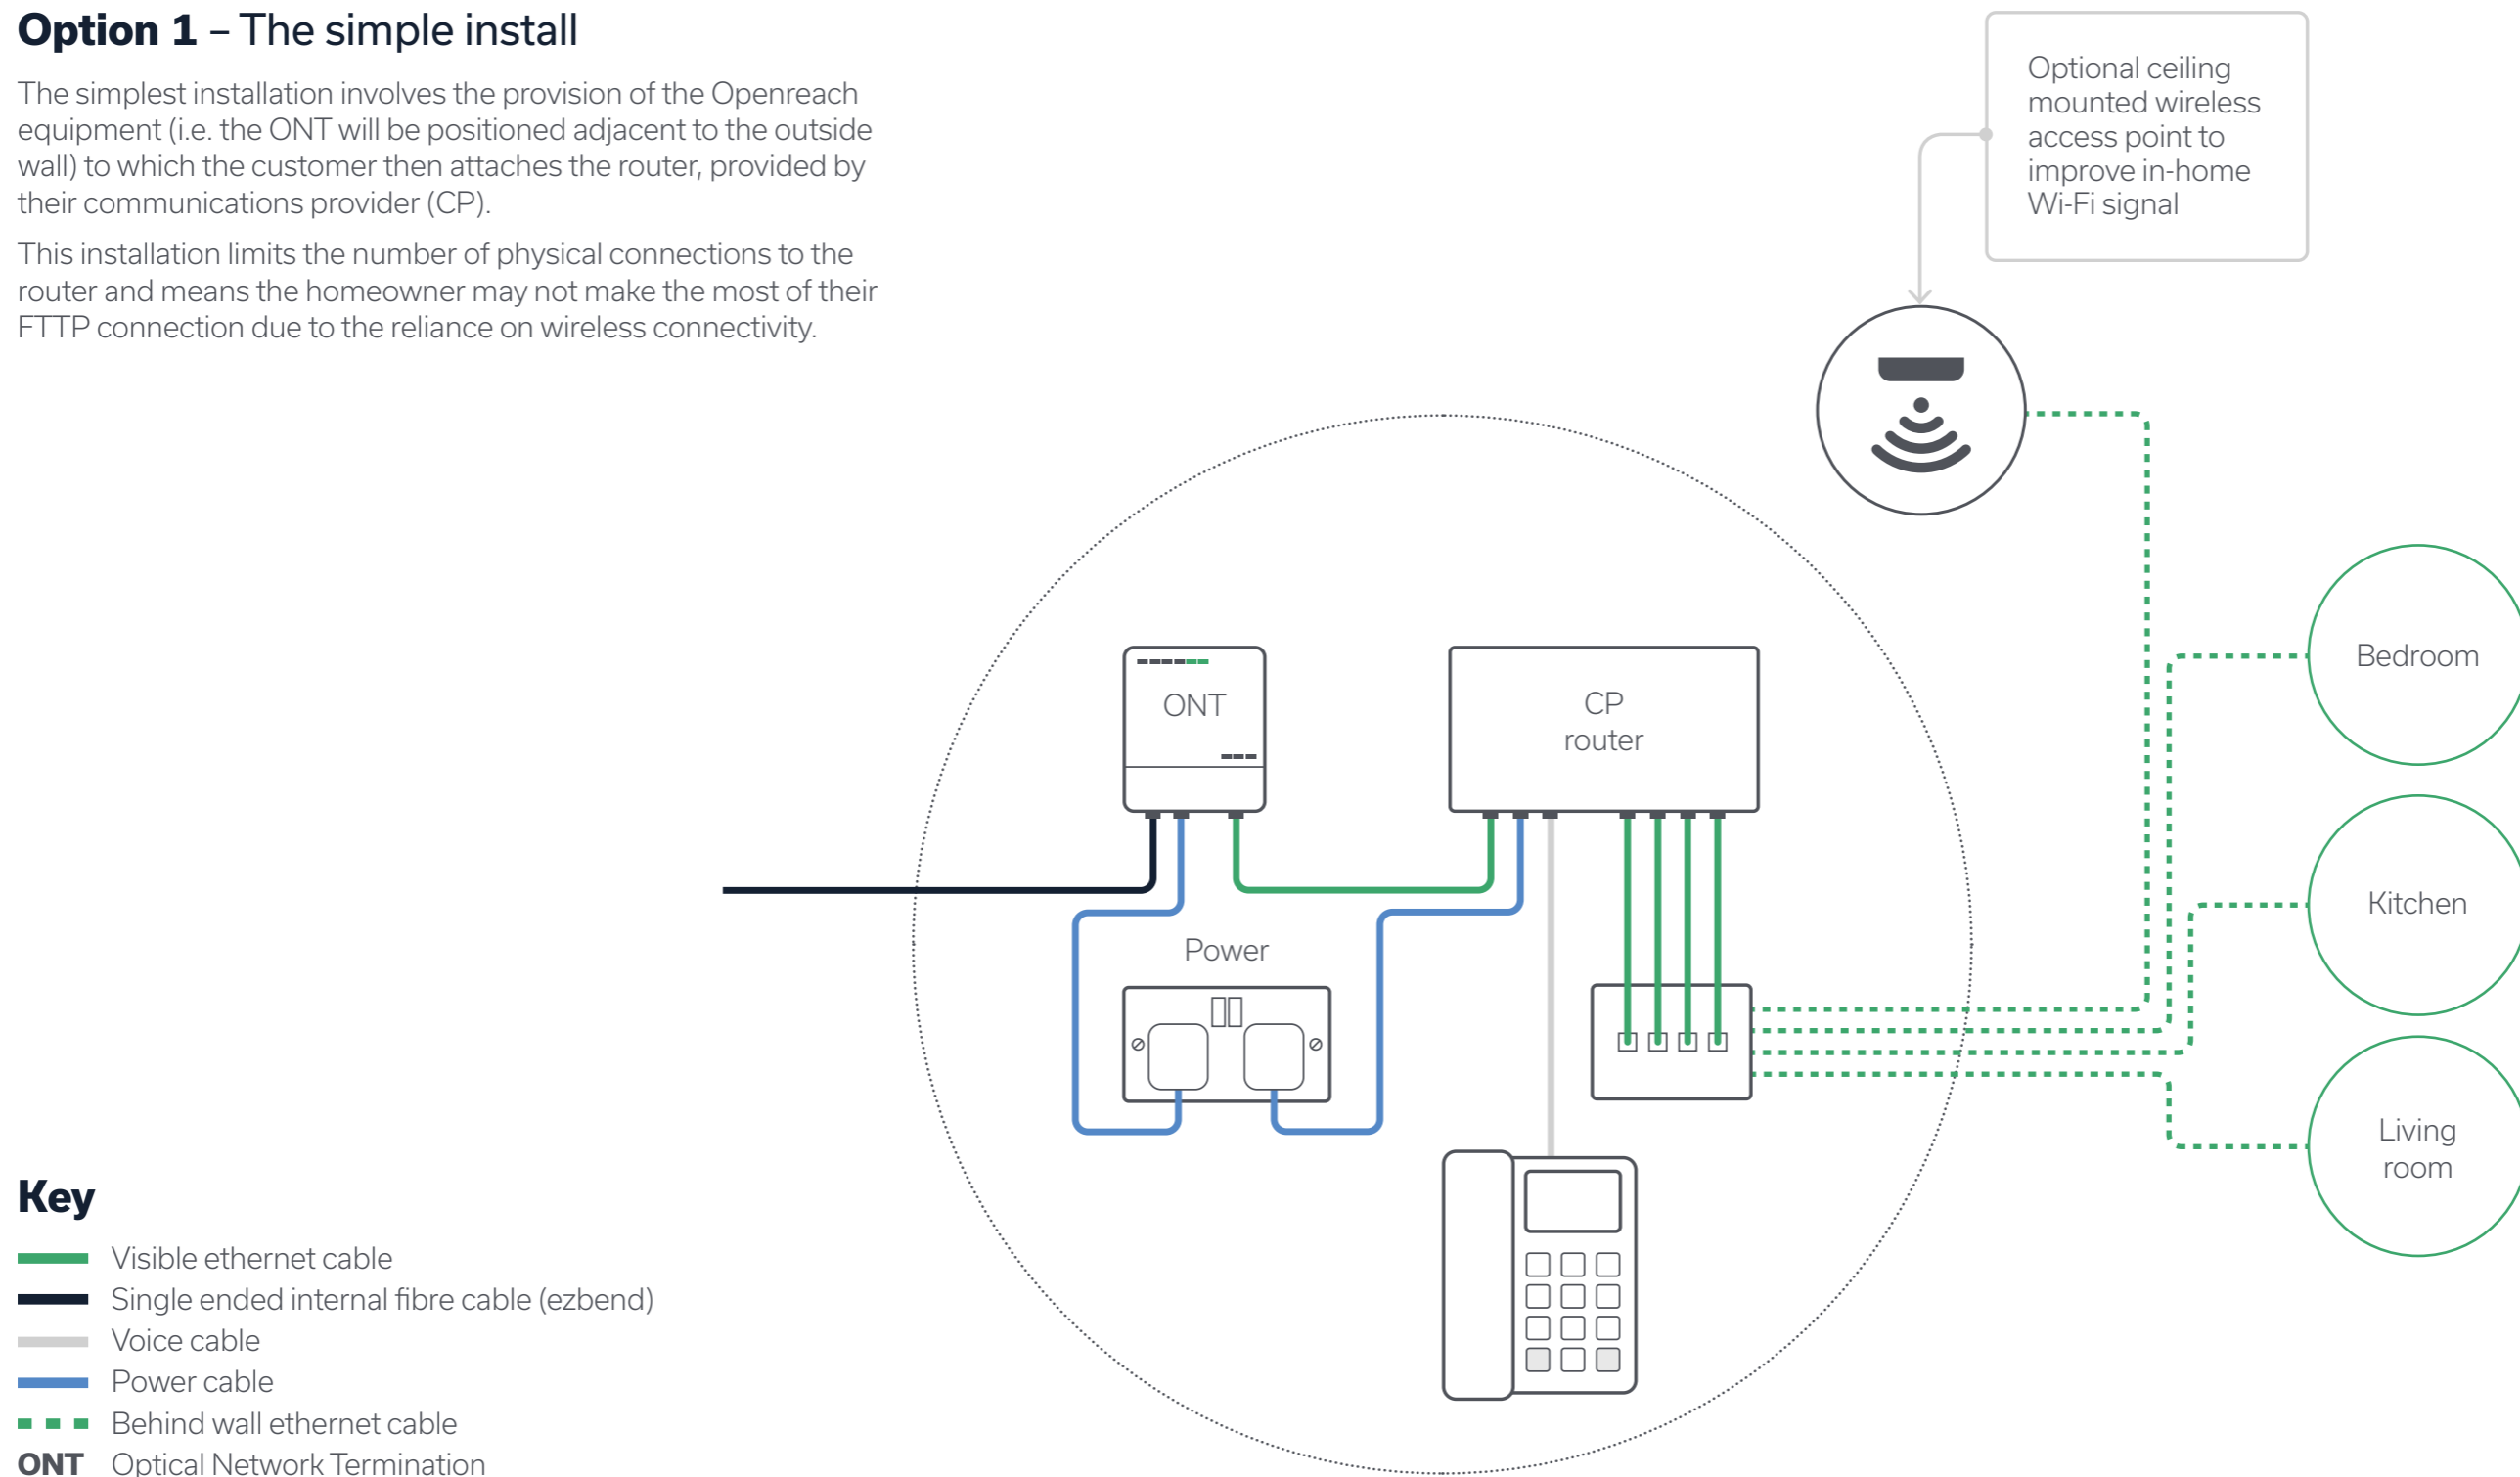 Option 1 – The simple install
The simplest installation involves the provision of the Openreach
equipment (i.e. the ONT will be positioned adjacent to the outside
wall) to which the customer then attaches the router, provided by
their communications provider (CP).
This installation limits the number of physical connections to the
router and means the homeowner may not make the most of their
FTTP connection due to the reliance on wireless connectivity.
Optional ceiling
mounted wireless
access point to
improve in-home
Wi-Fi signal
ONT
CP
router
Power
Bedroom
Kitchen
Living
room
Key
Visible ethernet cable
Single ended internal fibre cable (ezbend)
Voice cable
Power cable
Behind wall ethernet cable
ONT Optical Network Termination